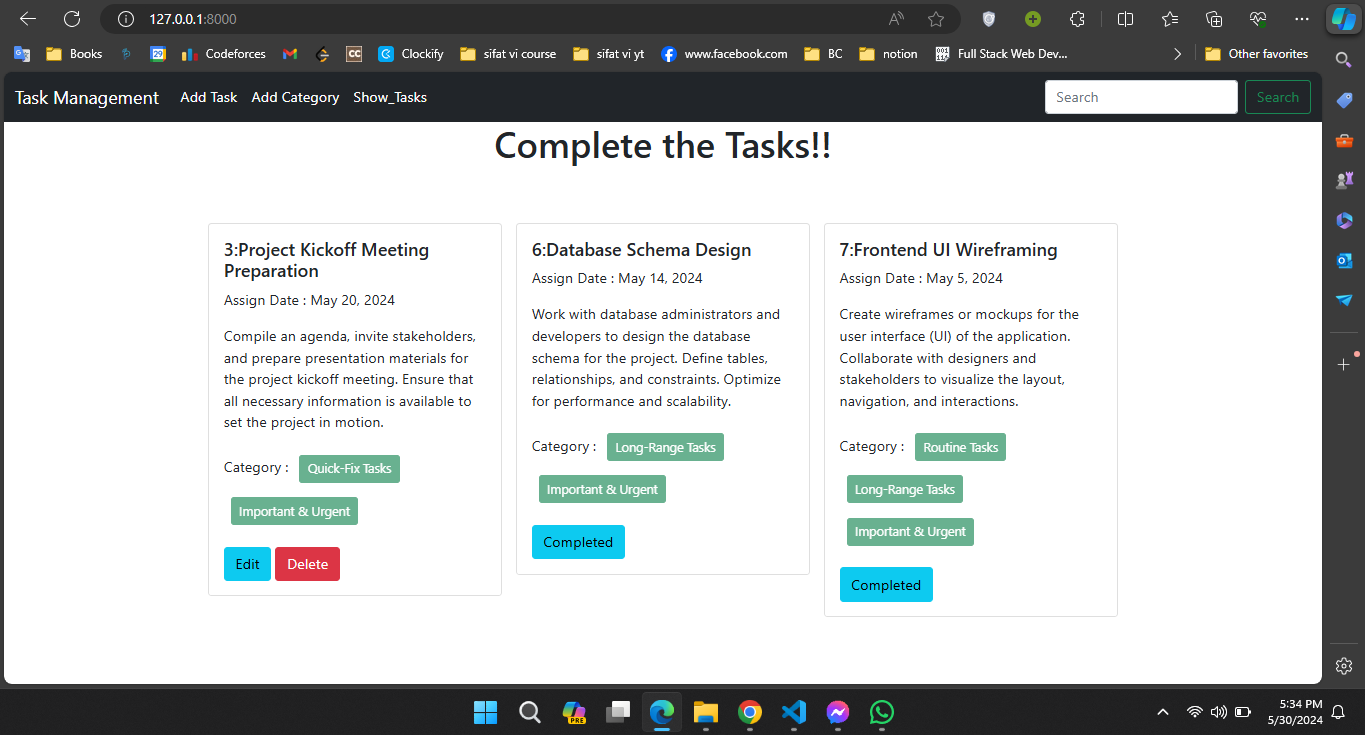 127.0.0.1:8000
Books
29
Codeforces
CC
C Clockify
sifat vi course
sifat vi yt
www.facebook.com
BC
notion
Full Stack Web Dev...
Other favorites
Task Management Add Task Add Category Show_Tasks
Search Search
Complete the Tasks!!
3:Project Kickoff Meeting
Preparation
Assign Date : May 20, 2024
Compile an agenda, invite stakeholders,
and prepare presentation materials for
the project kickoff meeting. Ensure that
all necessary information is available to
set the project in motion.
Category : Quick-Fix Tasks
Important & Urgent
Edit Delete
6:Database Schema Design
Assign Date : May 14, 2024
Work with database administrators and
developers to design the database
schema for the project. Define tables,
relationships, and constraints. Optimize
for performance and scalability.
Category : Long-Range Tasks
Important & Urgent
Completed
7:Frontend UI Wireframing
Assign Date : May 5, 2024
Create wireframes or mockups for the
user interface (UI) of the application.
Collaborate with designers and
stakeholders to visualize the layout,
navigation, and interactions.
Category : Routine Tasks
Long-Range Tasks
Important & Urgent
Completed
PRE
5:34 PM
5/30/2024